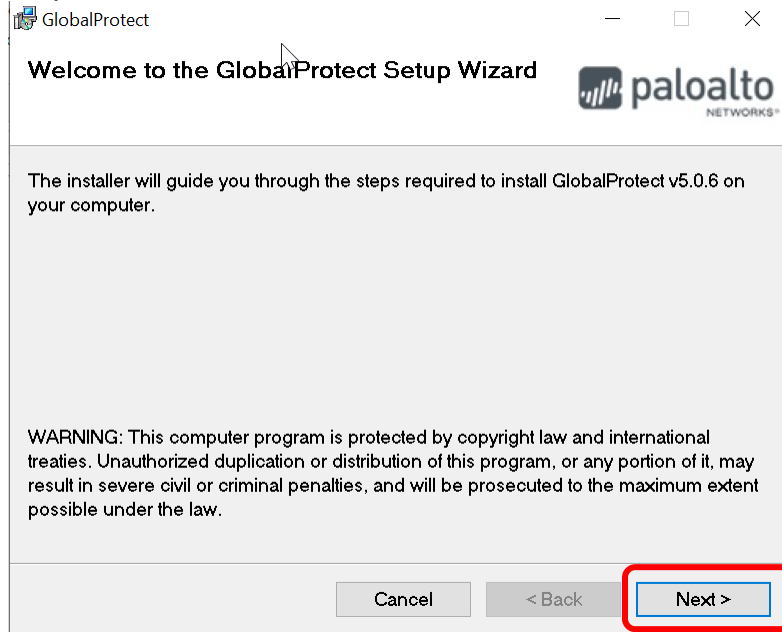 GlobalProtect
Welcome to the GlobalProtect Setup Wizard
paloalto
NETWORKS®
The installer will guide you through the steps required to install GlobalProtect v5.0.6 on
your computer.
WARNING: This computer program is protected by copyright law and international
treaties. Unauthorized duplication or distribution of this program, or any portion of it, may
result in severe civil or criminal penalties, and will be prosecuted to the maximum extent
possible under the law.
Cancel
< Back
Next >